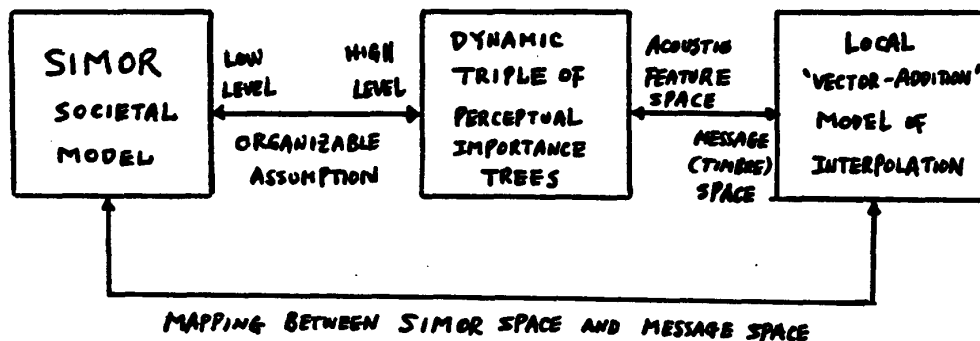 SIMOR
SOCIETAL
MODEL
LOW
LEVEL
HIGH
LEVEL
ORGANIZABLE
ASSUMPTION
DYNAMIC
TRIPLE OF
PERCEPTUAL
IMPORTANCE
TREES
ACOUSTIC
FEATURE
SPACE
MESSAGE
(TIMBRE)
SPACE
LOCAL
"VECTOR-ADDITION"
MODEL OF
INTERPOLATION
MAPPING BETWEEN SIMOR SPACE AND MESSAGE SPACE